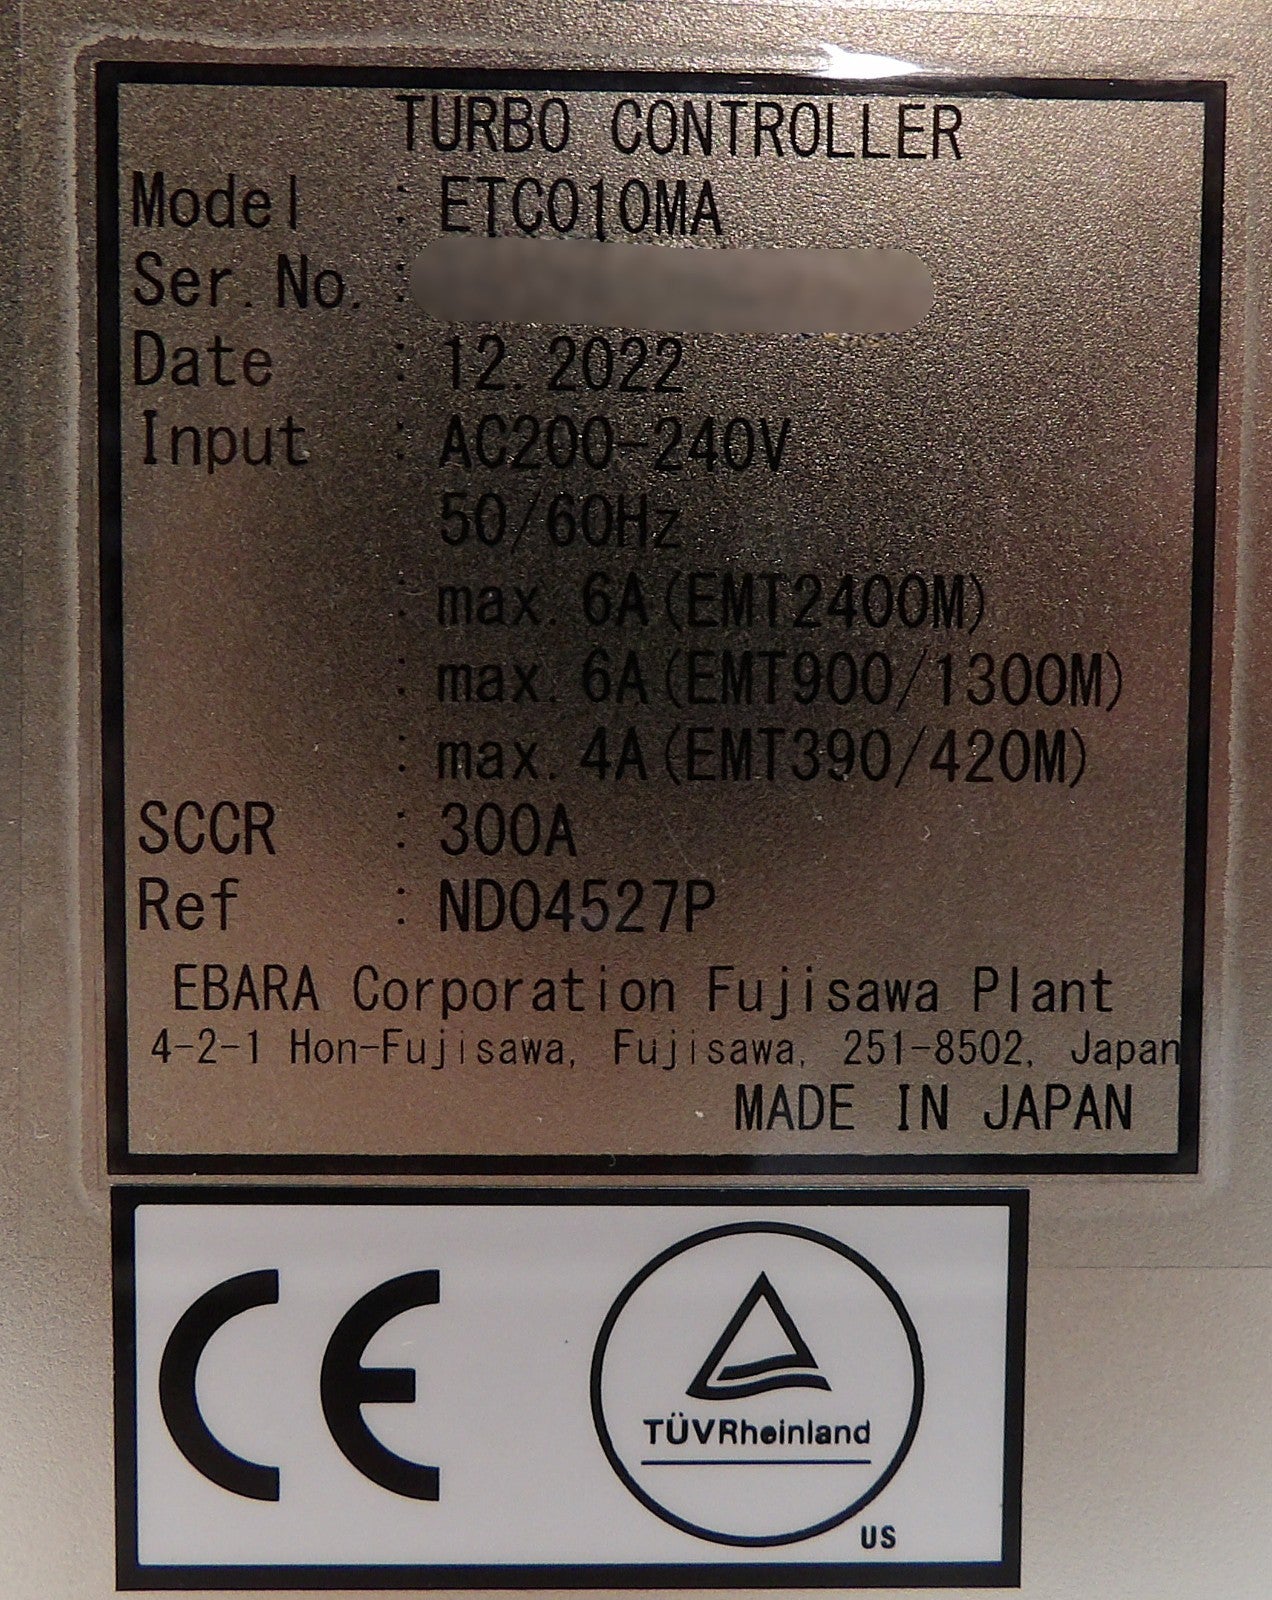 TURBO CONTROLLER
Model : ETC010MA
Ser.No. :
Date : 12.2022
Input : AC200-240V
50/60Hz
: max. 6A(EMT2400M)
: max. 6A(EMT900/1300M)
: max. 4A(EMT390/420M)
SCCR : 300A
Ref : ND04527P
EBARA Corporation Fujisawa Plant
4-2-1 Hon-Fujisawa, Fujisawa, 251-8502, Japan
MADE IN JAPAN
CE
TÜVRheinland
US